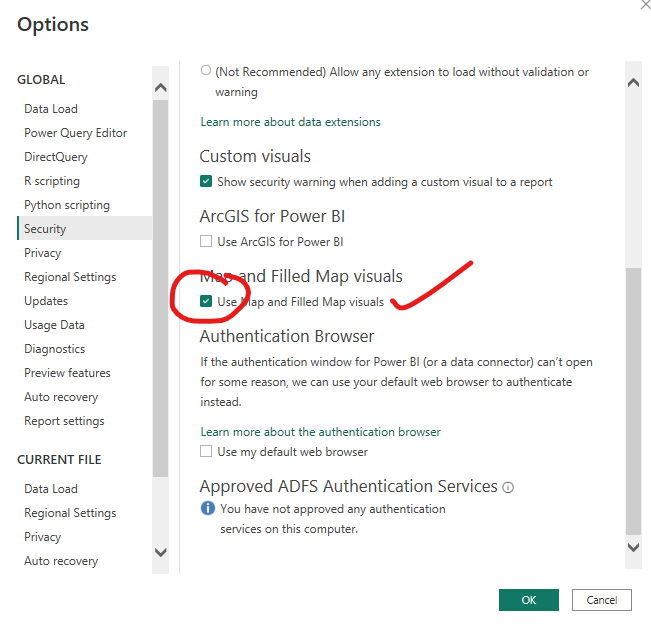 Options
GLOBAL
Data Load
Power Query Editor
DirectQuery
R scripting
Python scripting
Security
Privacy
Regional Settings
Updates
Usage Data
Diagnostics
Preview features
Auto recovery
Report settings
CURRENT FILE
Data Load
Regional Settings
Privacy
Auto recovery
(Not Recommended) Allow any extension to load without validation or
warning
Learn more about data extensions
Custom visuals
Show security warning when adding a custom visual to a report
ArcGIS for Power BI
Use ArcGIS for Power BI
Map and Filled Map visuals
Use Map and Filled Map visuals
Authentication Browser
If the authentication window for Power BI (or a data connector) can't open
for some reason, we can use your default web browser to authenticate
instead.
Learn more about the authentication browser
Use my default web browser
Approved ADFS Authentication Services
You have not approved any authentication
services on this computer.
OK
Cancel